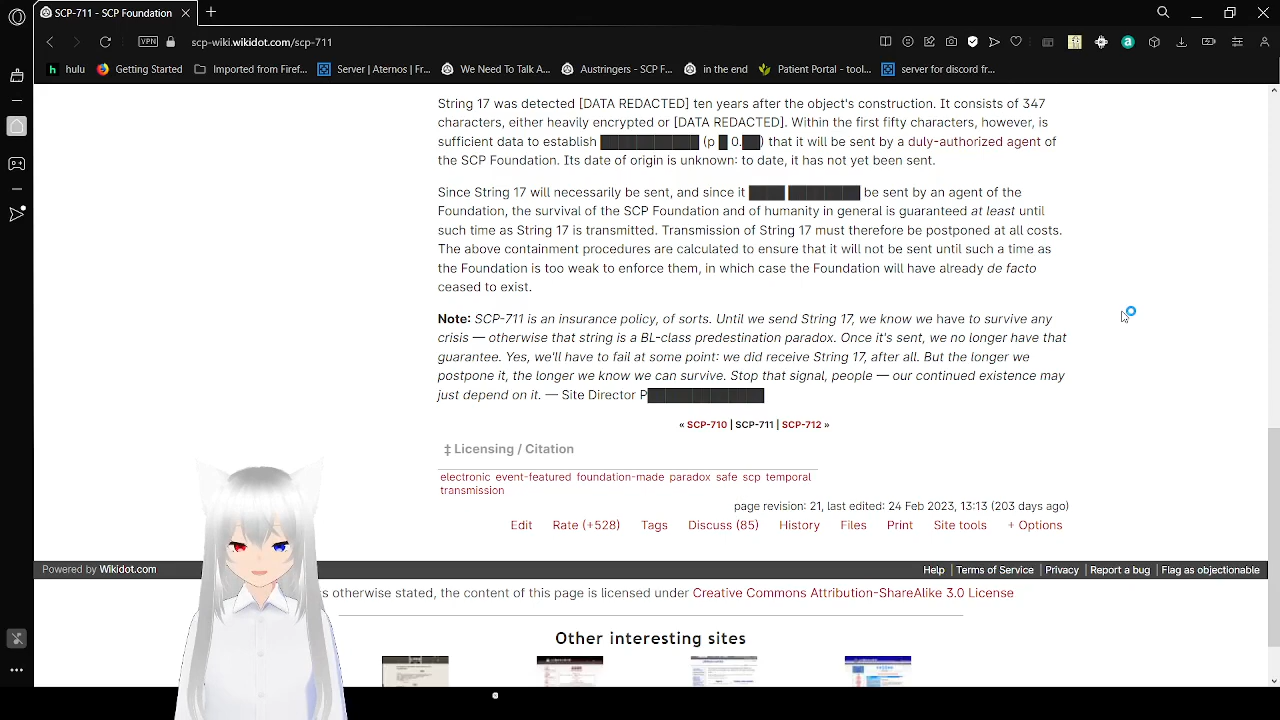 SCP-711 - SCP Foundation
VPN
scp-wiki.wikidot.com/scp-711
hulu
Getting Started
Imported from Firef...
Server | Aternos | Fr...
We Need To Talk A...
Austringers - SCP F...
in the end
Patient Portal - tool...
server for discord fr...
String 17 was detected [DATA REDACTED] ten years after the object's construction. It consists of 347
characters, either heavily encrypted or [DATA REDACTED]. Within the first fifty characters, however, is
sufficient data to establish ██████████ (p █ 0.██) that it will be sent by a duly-authorized agent of
the SCP Foundation. Its date of origin is unknown: to date, it has not yet been sent.
Since String 17 will necessarily be sent, and since it ████ ████████ be sent by an agent of the
Foundation, the survival of the SCP Foundation and of humanity in general is guaranteed at least until
such time as String 17 is transmitted. Transmission of String 17 must therefore be postponed at all costs.
The above containment procedures are calculated to ensure that it will not be sent until such a time as
the Foundation is too weak to enforce them, in which case the Foundation will have already de facto
ceased to exist.
Note: SCP-711 is an insurance policy, of sorts. Until we send String 17, we know we have to survive any
crisis — otherwise that string is a BL-class predestination paradox. Once it's sent, we no longer have that
guarantee. Yes, we'll have to fail at some point: we did receive String 17, after all. But the longer we
postpone it, the longer we know we can survive. Stop that signal, people — our continued existence may
just depend on it. — Site Director P████████████
« SCP-710 | SCP-711 | SCP-712 »
‡ Licensing / Citation
electronic event-featured foundation-made paradox safe scp temporal
transmission
page revision: 21, last edited: 24 Feb 2023, 13:13 (203 days ago)
Edit Rate (+528) Tags Discuss (85) History Files Print Site tools + Options
Powered by Wikidot.com
Help | Terms of Service | Privacy | Report a bug | Flag as objectionable
s otherwise stated, the content of this page is licensed under Creative Commons Attribution-ShareAlike 3.0 License
Other interesting sites